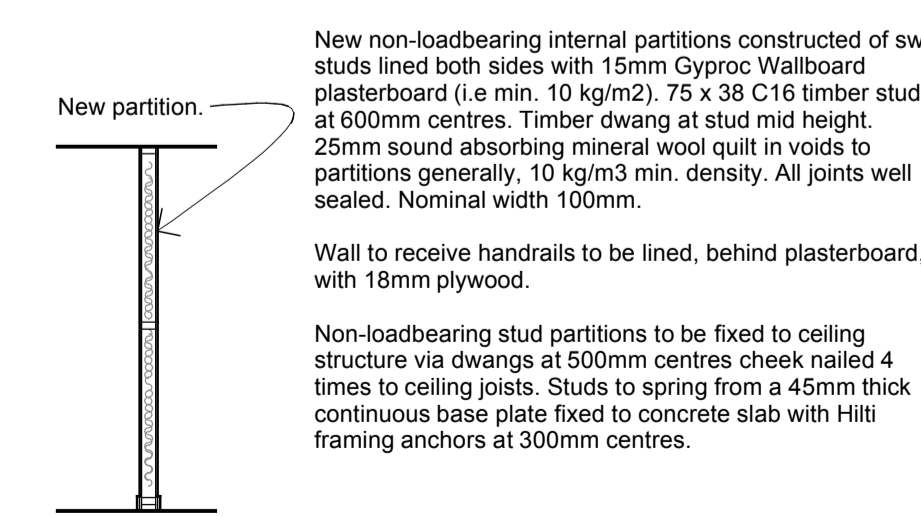 New non-loadbearing internal partitions constructed of sw
studs lined both sides with 15mm Gyproc Wallboard
plasterboard (i.e min. 10 kg/m2). 75 x 38 C16 timber stud
at 600mm centres. Timber dwang at stud mid height.
25mm sound absorbing mineral wool quilt in voids to
partitions generally, 10 kg/m3 min. density. All joints well
sealed. Nominal width 100mm.
Wall to receive handrails to be lined, behind plasterboard,
with 18mm plywood.
Non-loadbearing stud partitions to be fixed to ceiling
structure via dwangs at 500mm centres cheek nailed 4
times to ceiling joists. Studs to spring from a 45mm thick
continuous base plate fixed to concrete slab with Hilti
framing anchors at 300mm centres.
New partition.